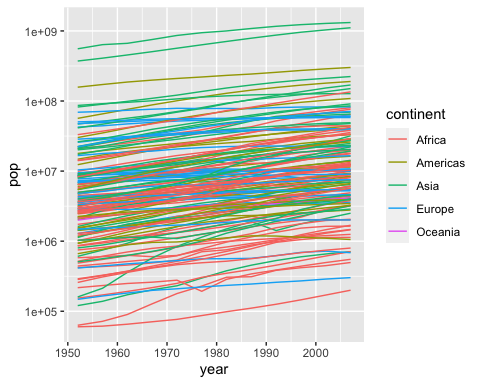 1e+09
1e+08
1e+07
1e+06
1e+05
pop
1950 1960 1970 1980 1990 2000
year
continent
Africa
Americas
Asia
Europe
Oceania